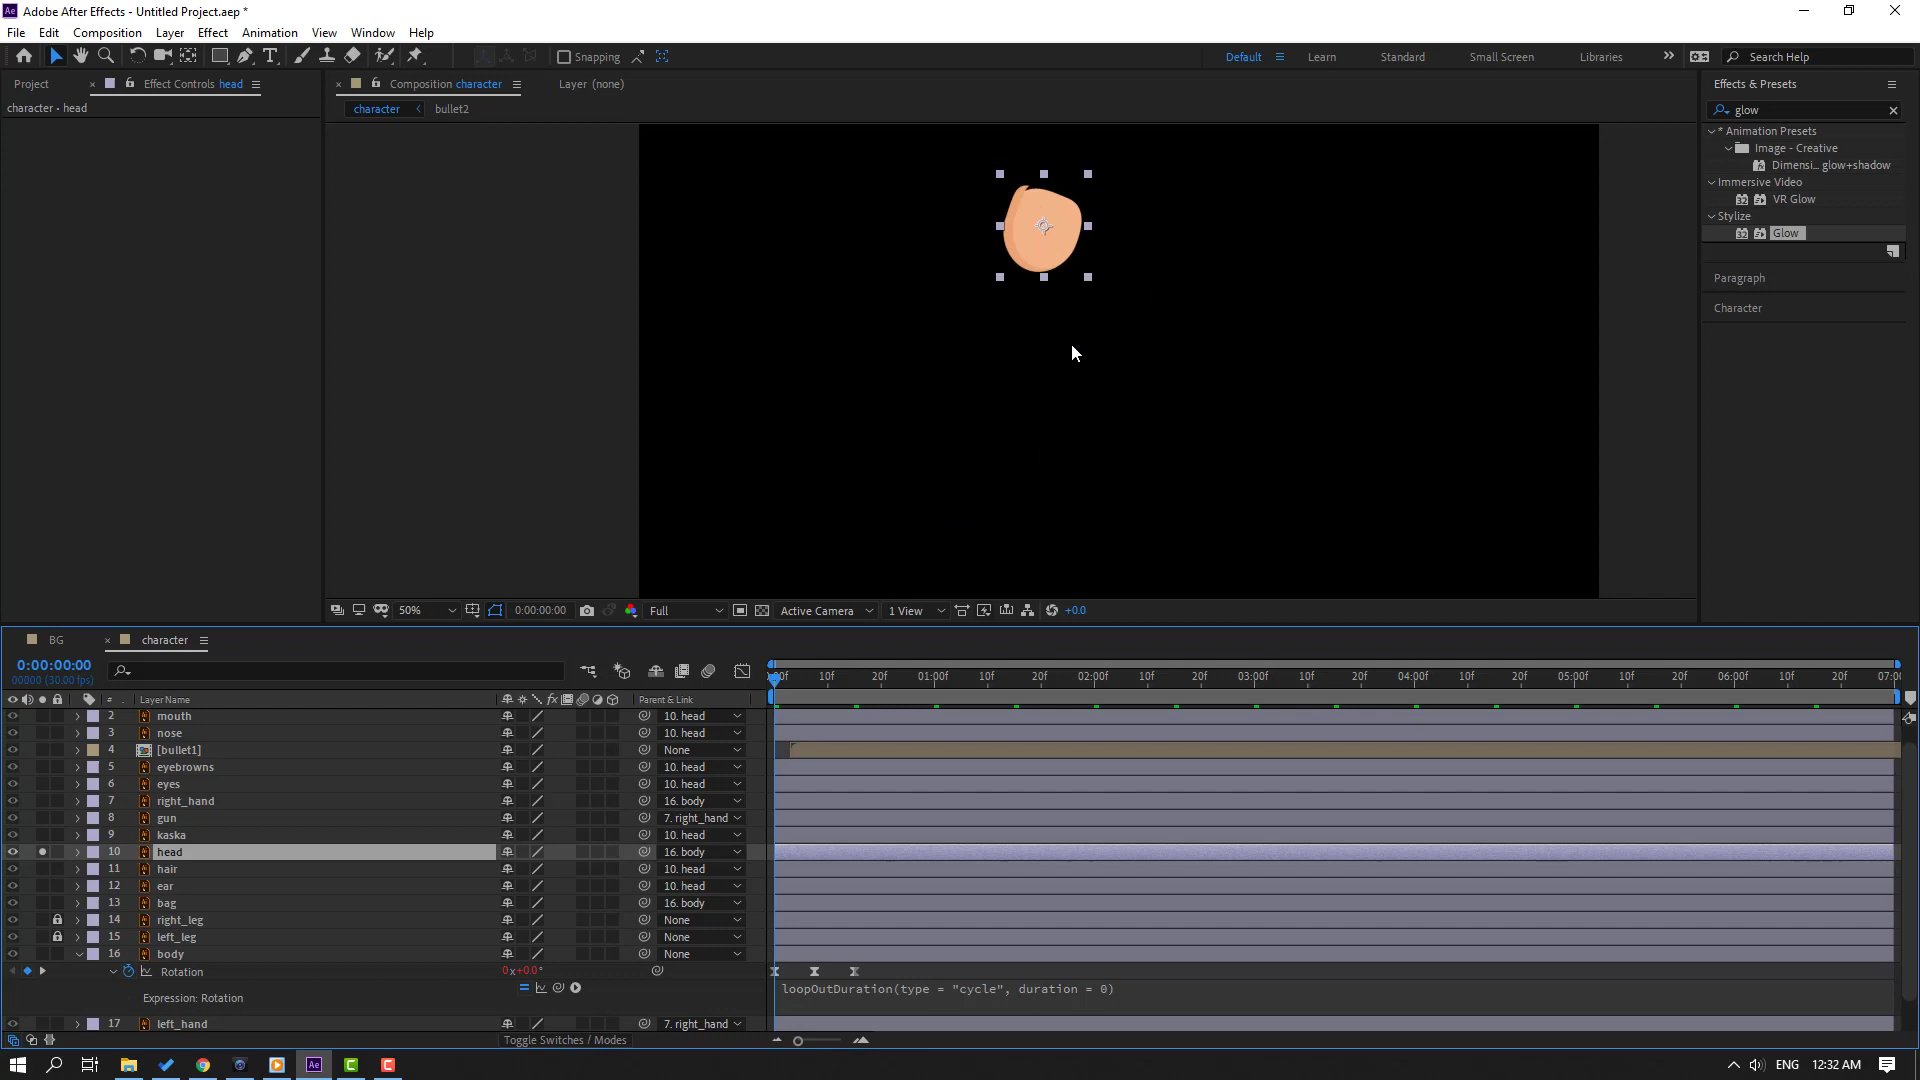 Adobe After Effects - Untitled Project.aep *
File Edit Composition Layer Effect Animation View Window Help
Snapping Default Learn Standard Small Screen Libraries Search Help
Project Effect Controls head Composition character Layer (none) Effects & Presets
character • head
character bullet2
glow
* Animation Presets
Image - Creative
Dimensi... glow+shadow
Immersive Video
VR Glow
Stylize
Glow
Paragraph
Character
50% 0:00:00:00 Full Active Camera 1 View +0.0
BG character
0:00:00:00
00000 (30.00 fps)
# . Layer Name Parent & Link
10f 20f 01:00f 10f 20f 02:00f 10f 20f 03:00f 10f 20f 04:00f 10f 20f 05:00f 10f 20f 06:00f 10f 20f 07:00
2 mouth 10. head
3 nose 10. head
4 [bullet1] None
5 eyebrowns 10. head
6 eyes 10. head
7 right_hand 16. body
8 gun 7. right_hand
9 kaska 10. head
10 head 16. body
11 hair 10. head
12 ear 10. head
13 bag 16. body
14 right_leg None
15 left_leg None
16 body None
Rotation 0x+0.0°
Expression: Rotation loopOutDuration(type = "cycle", duration = 0)
17 left_hand 7. right_hand
Toggle Switches / Modes
ENG 12:32 AM